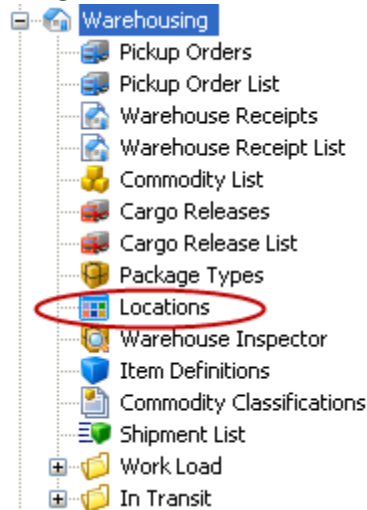 Warehousing
Pickup Orders
Pickup Order List
Warehouse Receipts
Warehouse Receipt List
Commodity List
Cargo Releases
Cargo Release List
Package Types
Locations
Warehouse Inspector
Item Definitions
Commodity Classifications
Shipment List
Work Load
In Transit